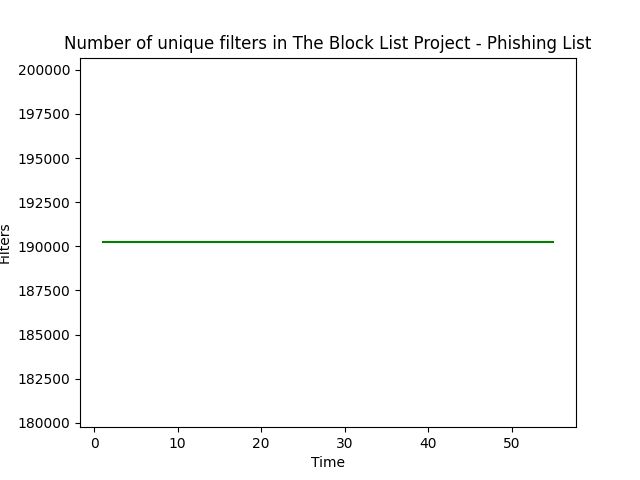 Number of unique filters in The Block List Project - Phishing List
200000
197500
195000
192500
190000
187500
185000
182500
180000
Filters
0 10 20 30 40 50
Time